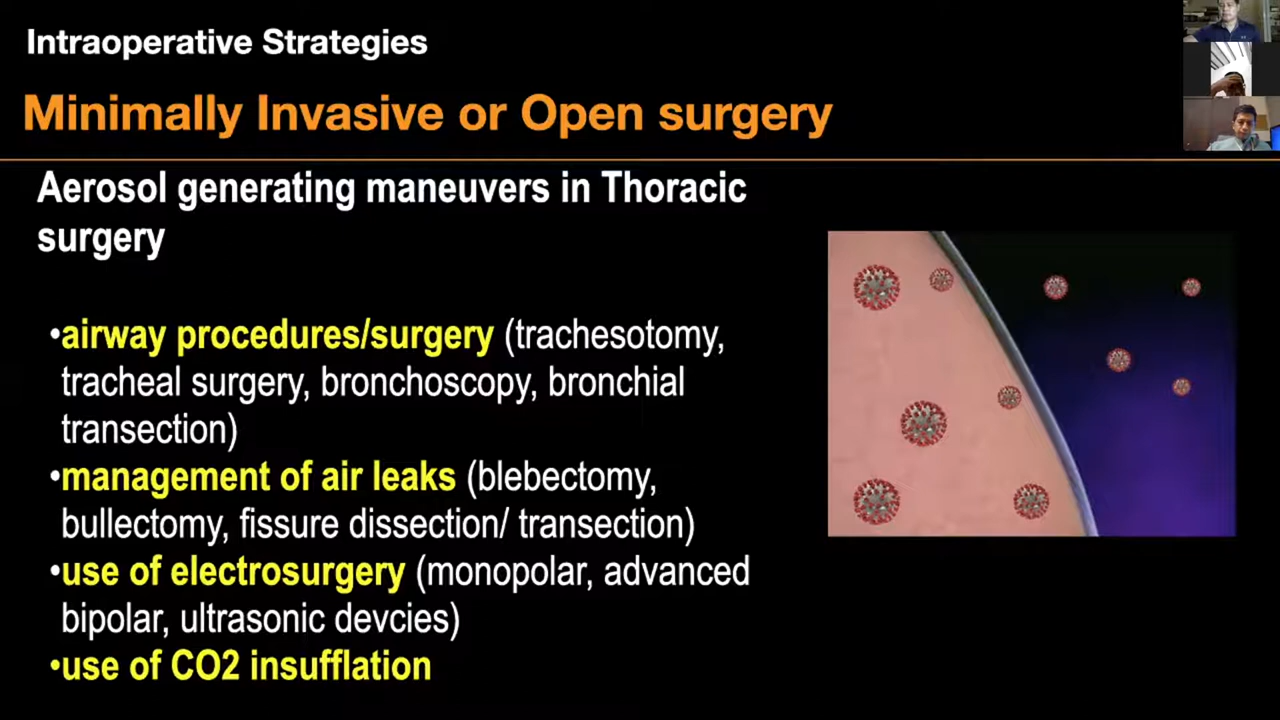 Intraoperative Strategies
Minimally Invasive or Open surgery
Aerosol generating maneuvers in Thoracic
surgery
•airway procedures/surgery (trachesotomy,
tracheal surgery, bronchoscopy, bronchial
transection)
•management of air leaks (blebectomy,
bullectomy, fissure dissection/ transection)
•use of electrosurgery (monopolar, advanced
bipolar, ultrasonic devcies)
•use of CO2 insufflation